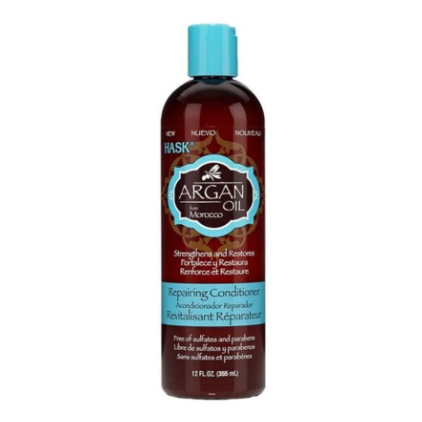 NEW NUEVO NOUVEAU
HASK®
ARGAN
OIL
from
Morocco
Strengthens and Restores
Fortalece y Restaura
Renforce et Restaure
Repairing Conditioner
Acondicionador Reparador
Revitalisant Réparateur
Free of sulfates and parabens
Libre de sulfatos y parabenos
Sans sulfates et parabènes
12 FL.OZ. (355 mL)